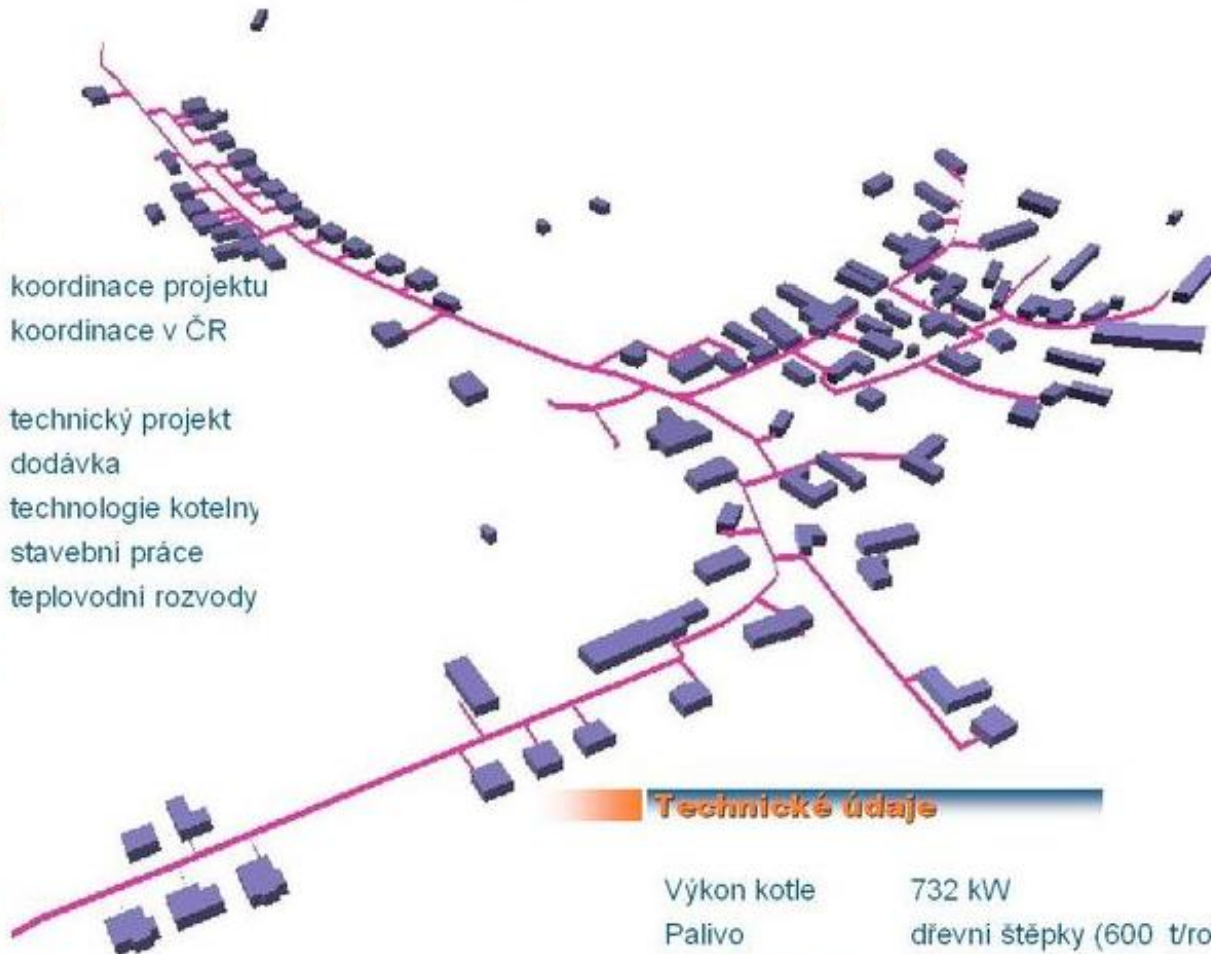 koordinace projektu
koordinace v ČR
technický projekt
dodávka
technologie kotelny
stavební práce
teplovodní rozvody
Technické údaje
Výkon kotle 732 kW
Palivo dřevní štěpky (600 t/ro